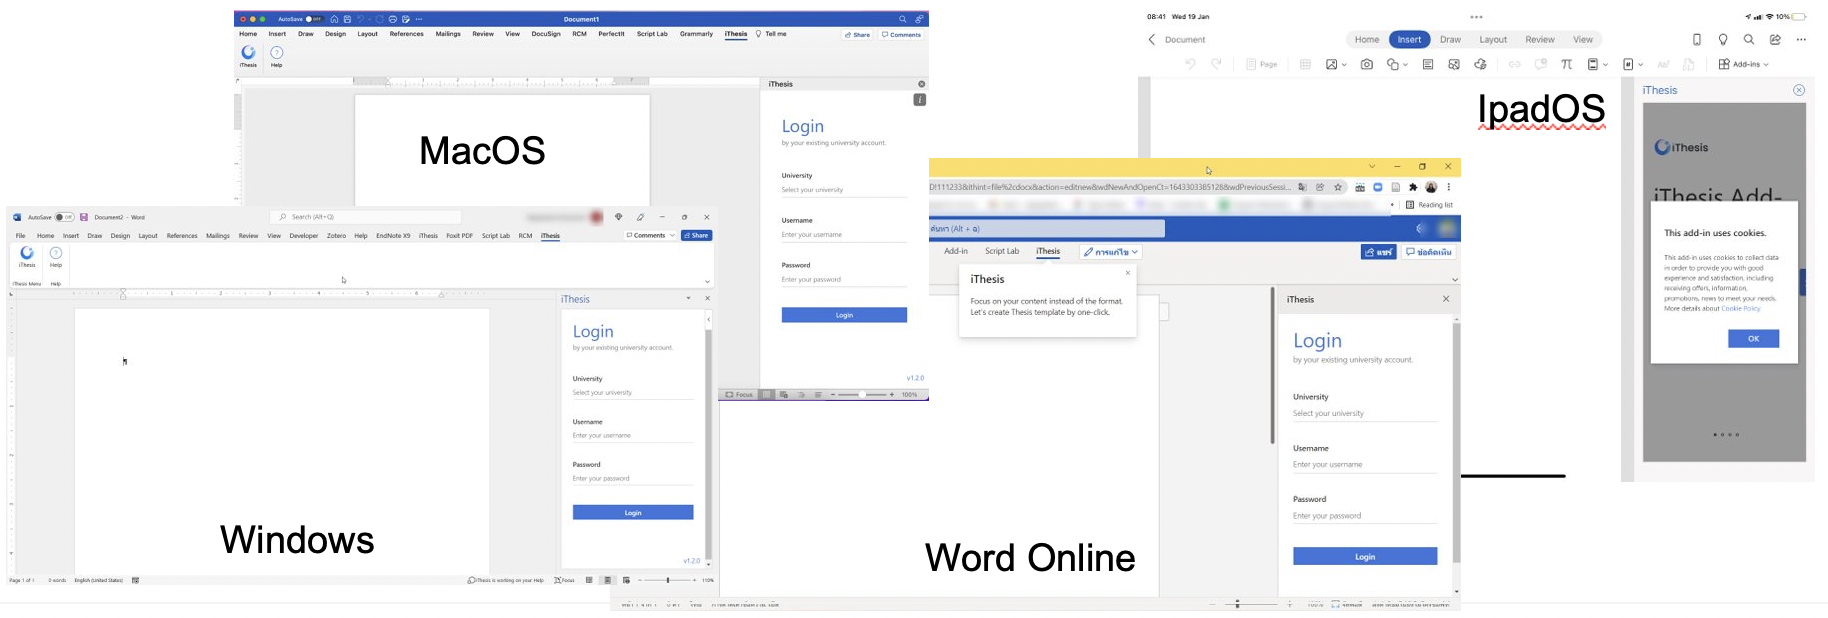 AutoSave OFF
Document1
Home Insert Draw Design Layout References Mailings Review View DocuSign RCM PerfectIt Script Lab Grammarly iThesis Tell me Share Comments
iThesis Help
iThesis
MacOS
Login
by your existing university account.
University
Select your university
Username
Enter your username
Password
Enter your password
Login
v1.2.0
Focus 100%
AutoSave Off Document2 - Word Search (Alt+Q)
File Home Insert Draw Design Layout References Mailings Review View Developer Zotero Help EndNote X9 iThesis Foxit PDF Script Lab RCM iThesis Comments Share
iThesis Help
iThesis Menu Help
iThesis
Login
by your existing university account.
University
Select your university
Username
Enter your username
Password
Enter your password
Login
v1.2.0
Windows
Page 1 of 1 0 words English (United States) iThesis is working on your Help Focus 110%
08:41 Wed 19 Jan 10%
Document Home Insert Draw Layout Review View
Page Add-ins
IpadOS
iThesis
iThesis
iThesis Add-
This add-in uses cookies.
This add-in uses cookies to collect data
in order to provide you with good
experience and satisfaction, including
receiving offers, information,
promotions, news to meet your needs.
More details about Cookie Policy.
OK
D!111233&ithint=file%2cdocx&action=editnew&wdNewAndOpenCt=1643303385128&wdPreviousSessi...
Reading list
ค้นหา (Alt + ฉ)
Add-in Script Lab iThesis การแก้ไข แชร์ ข้อคิดเห็น
iThesis
Focus on your content instead of the format.
Let's create Thesis template by one-click.
iThesis
Login
by your existing university account.
University
Select your university
Username
Enter your username
Password
Enter your password
Login
Word Online